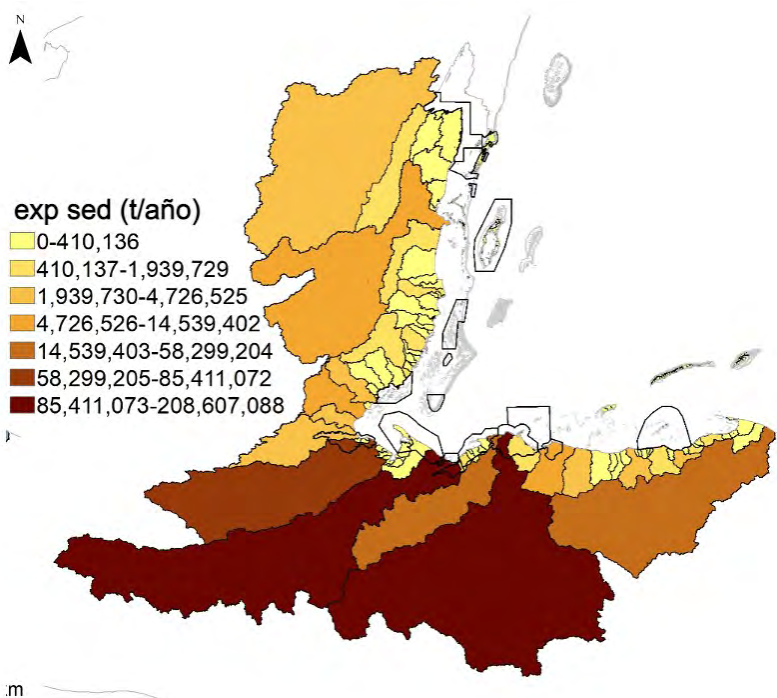 N
exp sed (t/año)
0-410,136
410,137-1,939,729
1,939,730-4,726,525
4,726,526-14,539,402
14,539,403-58,299,204
58,299,205-85,411,072
85,411,073-208,607,088
m